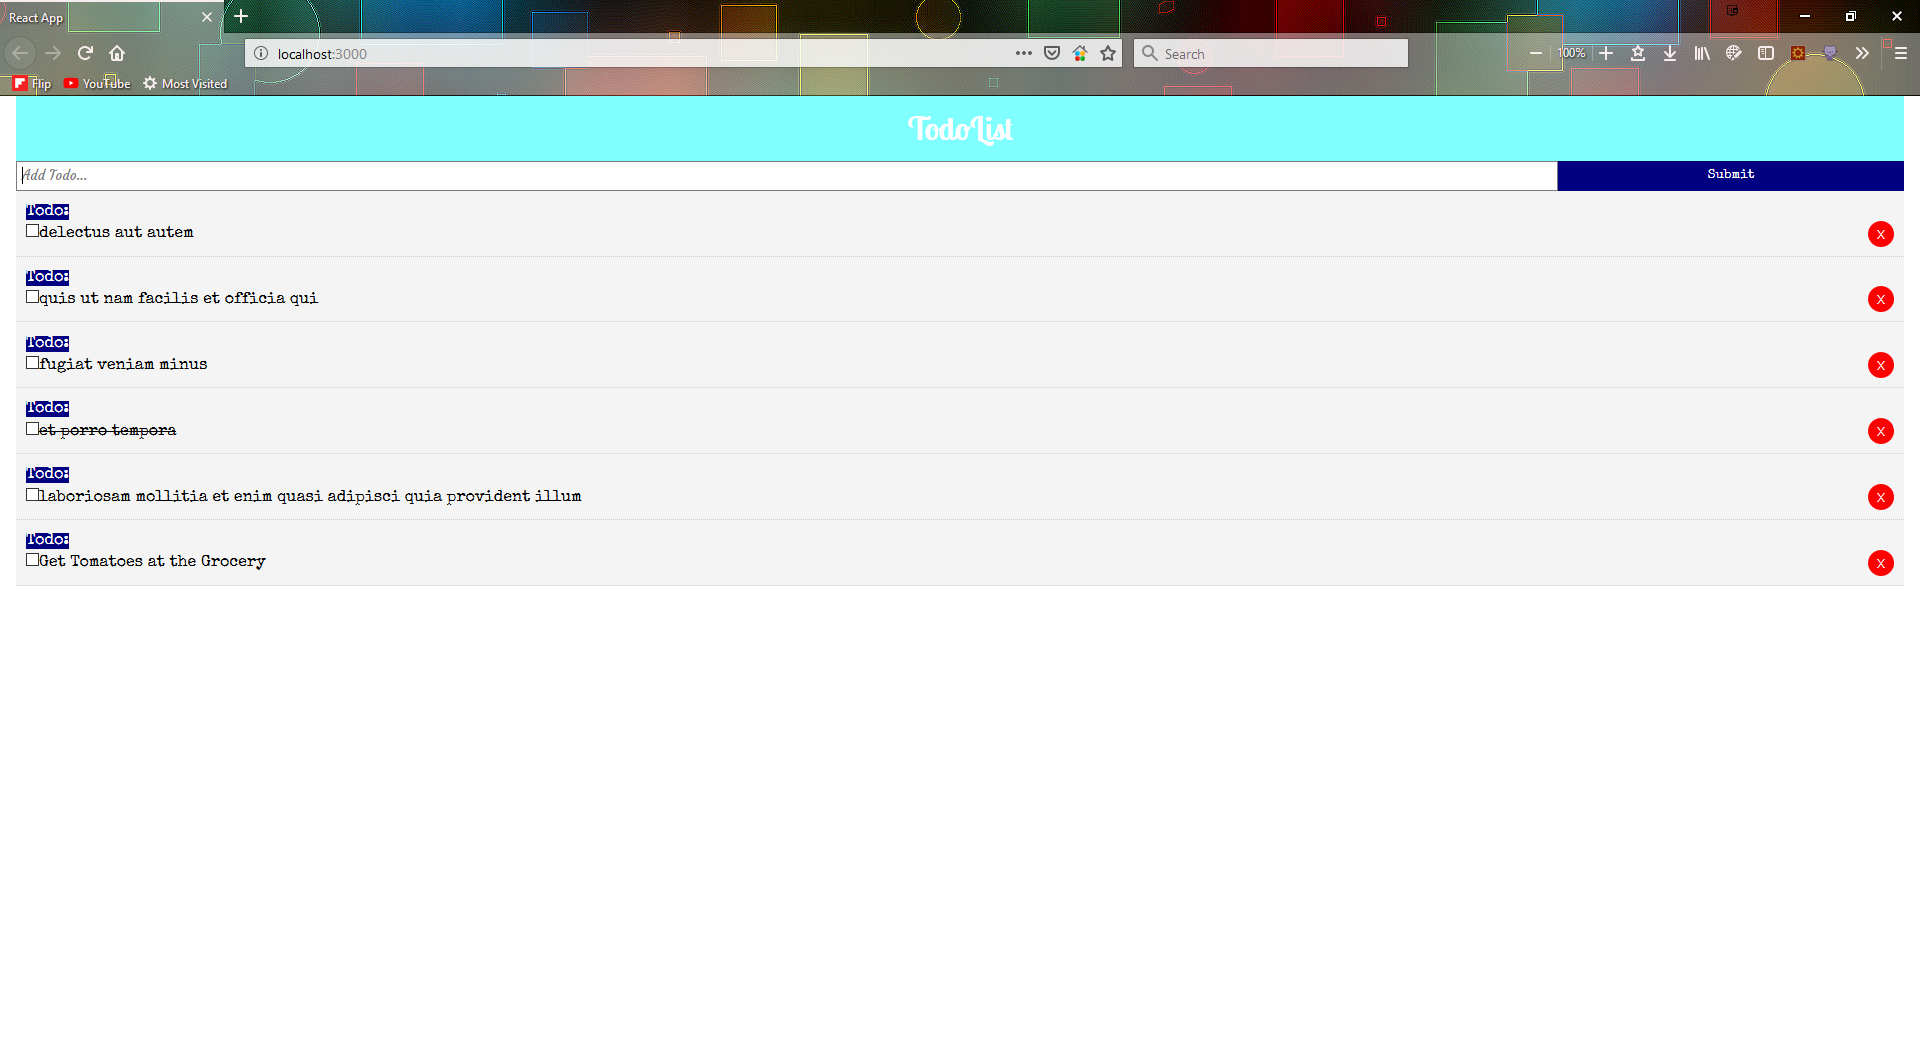 React App
localhost:3000
Search
100%
Flip YouTube Most Visited
TodoList
Add Todo...
Submit
Todo:
delectus aut autem
X
Todo:
quis ut nam facilis et officia qui
X
Todo:
fugiat veniam minus
X
Todo:
et porro tempora
X
Todo:
laboriosam mollitia et enim quasi adipisci quia provident illum
X
Todo:
Get Tomatoes at the Grocery
X